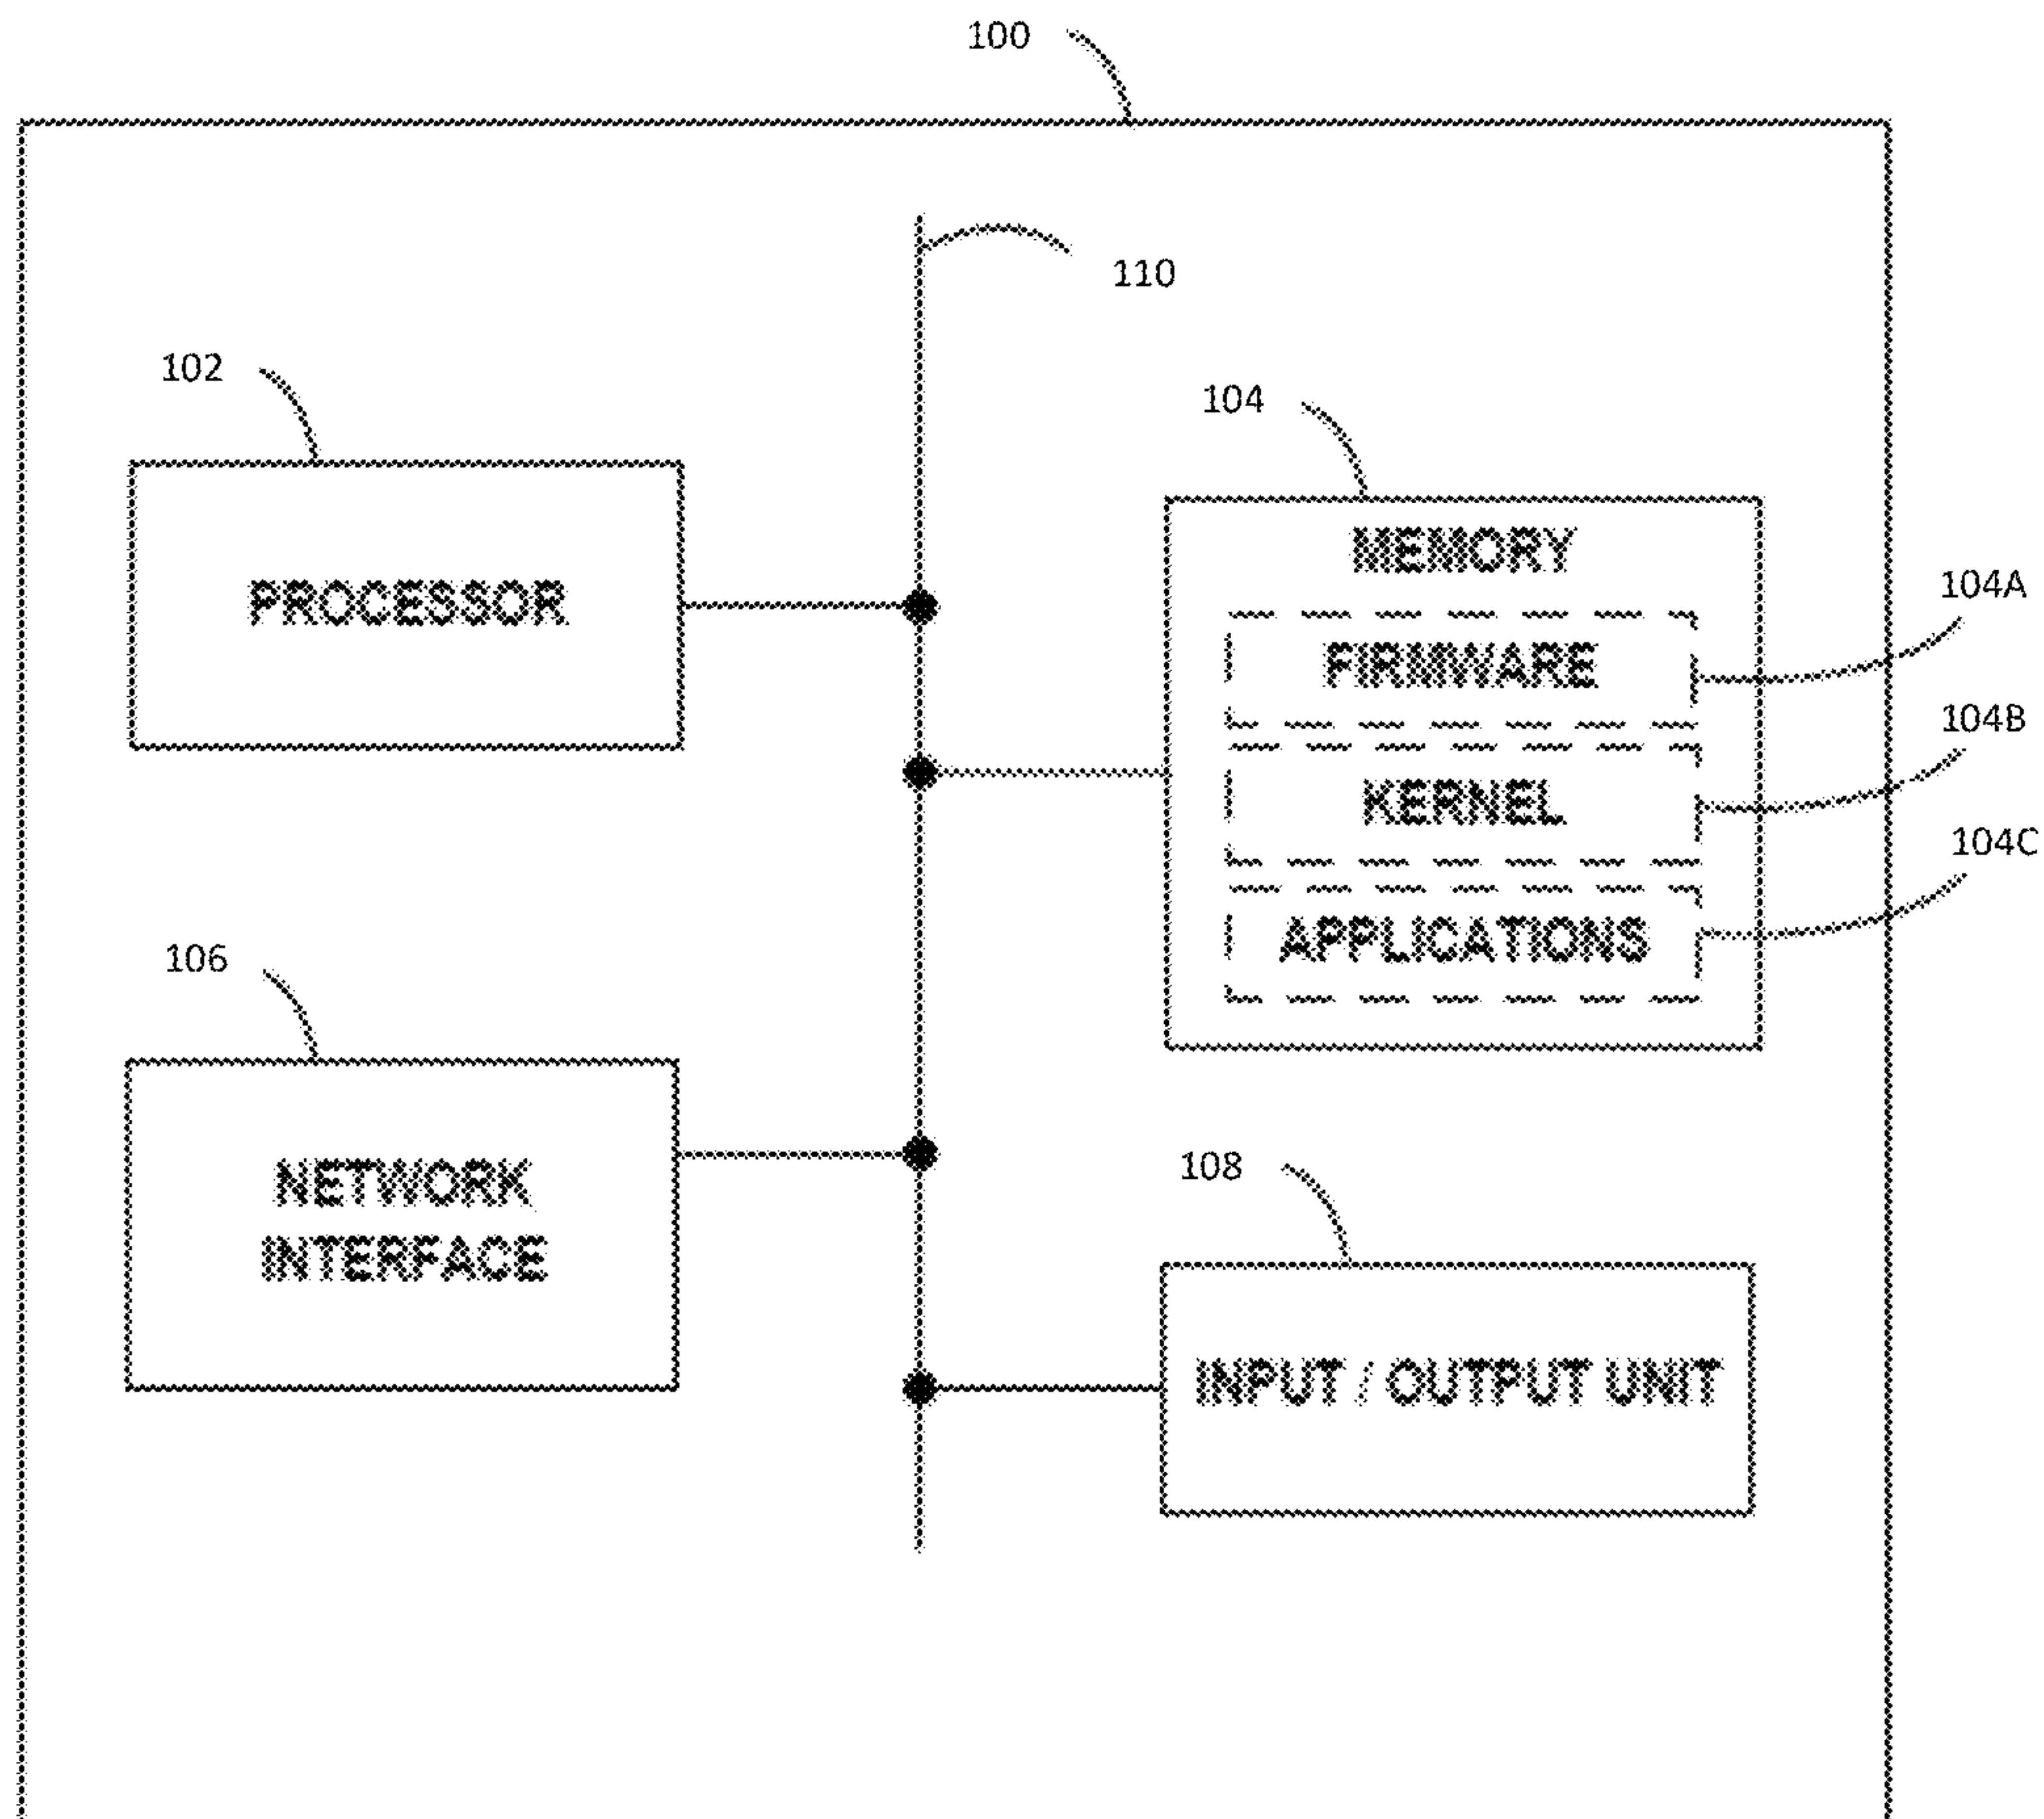 100
110
102
104
PROCESSOR
MEMORY
104A
FIRMWARE
104B
KERNEL
104C
APPLICATIONS
106
NETWORK
INTERFACE
108
INPUT / OUTPUT UNIT